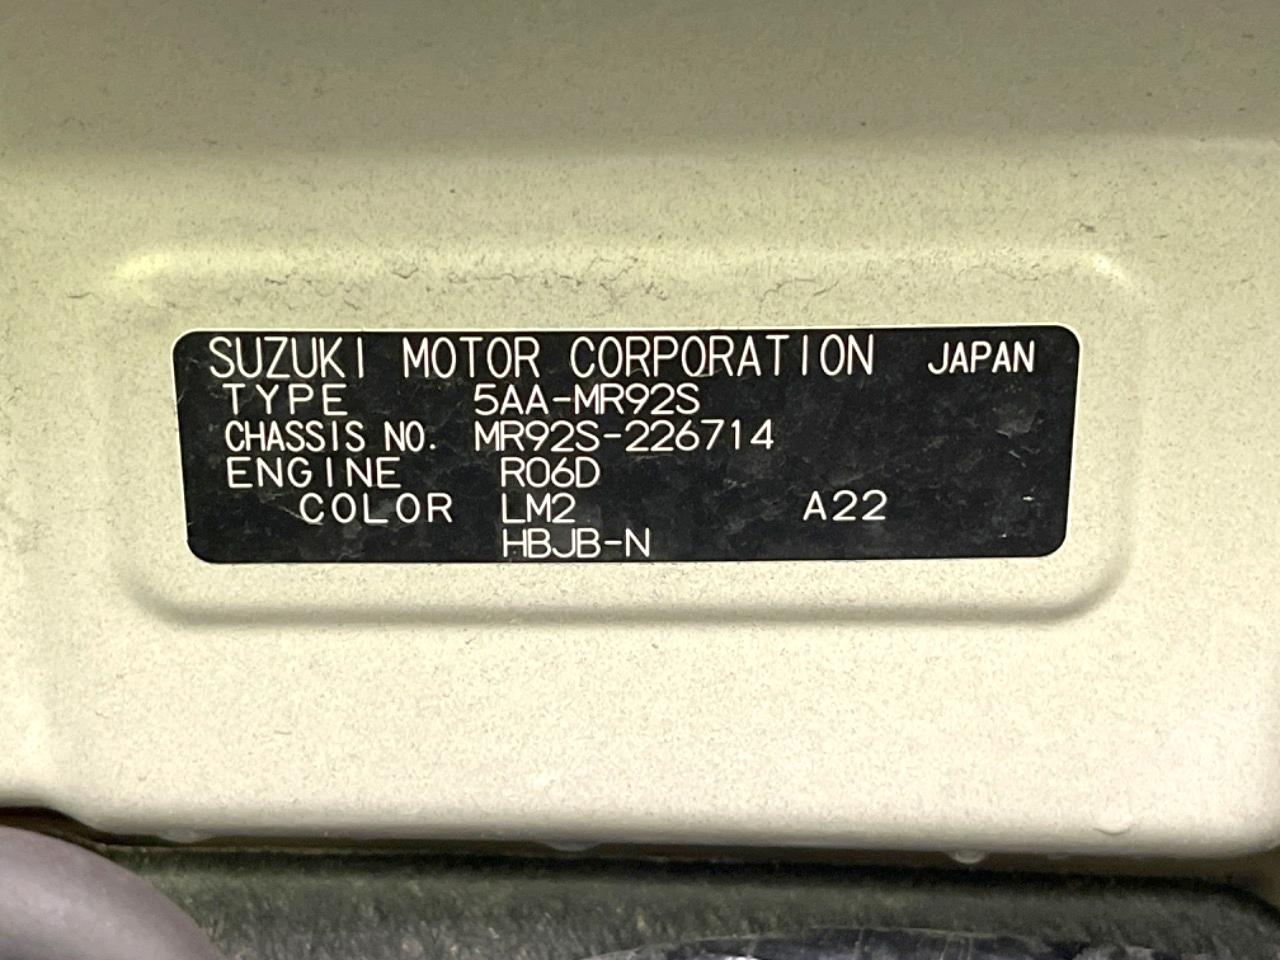 SUZUKI MOTOR CORPORATION JAPAN
TYPE 5AA-MR92S
CHASSIS NO. MR92S-226714
ENGINE R06D
COLOR LM2 A22
HBJB-N